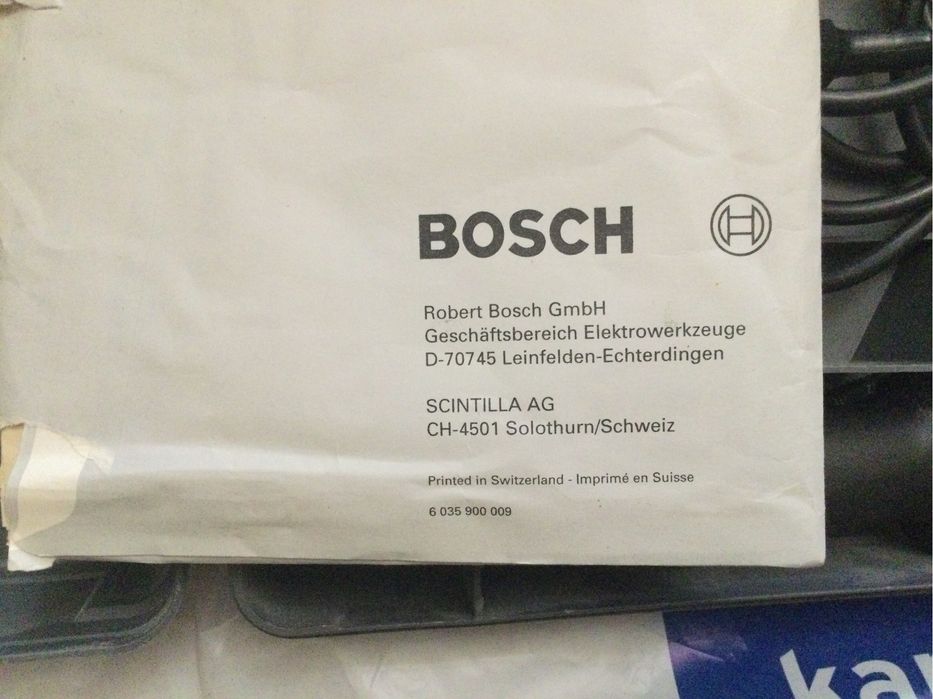 BOSCH
Robert Bosch GmbH
Geschäftsbereich Elektrowerkzeuge
D-70745 Leinfelden-Echterdingen
SCINTILLA AG
CH-4501 Solothurn/Schweiz
Printed in Switzerland - Imprimé en Suisse
6 035 900 009